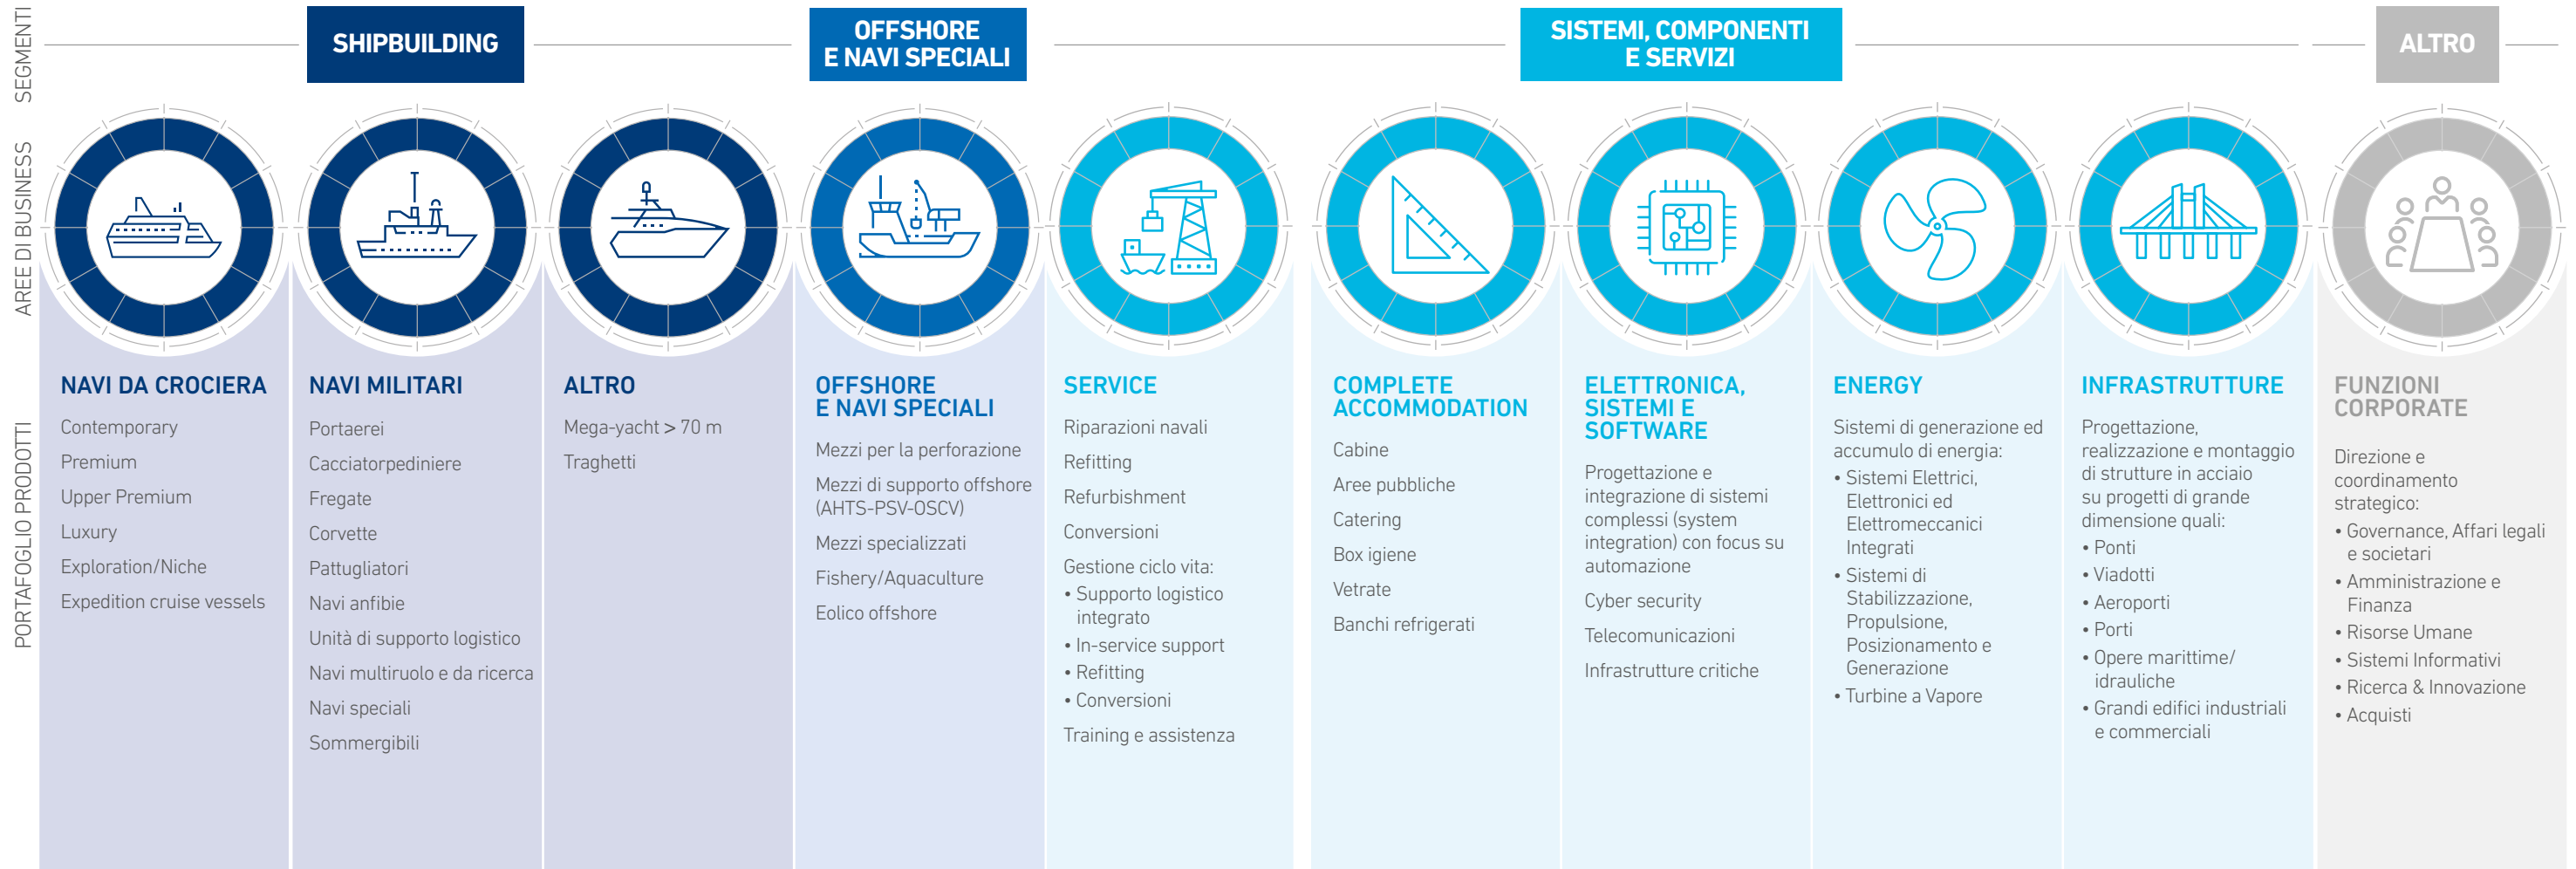 SEGMENTI
SHIPBUILDING
OFFSHORE
E NAVI SPECIALI
SISTEMI, COMPONENTI
E SERVIZI
ALTRO
AREE DI BUSINESS
PORTAFOGLIO PRODOTTI
NAVI DA CROCIERA
Contemporary
Premium
Upper Premium
Luxury
Exploration/Niche
Expedition cruise vessels
NAVI MILITARI
Portaerei
Cacciatorpediniere
Fregate
Corvette
Pattugliatori
Navi anfibie
Unità di supporto logistico
Navi multiruolo e da ricerca
Navi speciali
Sommergibili
ALTRO
Mega-yacht > 70 m
Traghetti
OFFSHORE
E NAVI SPECIALI
Mezzi per la perforazione
Mezzi di supporto offshore
(AHTS-PSV-OSCV)
Mezzi specializzati
Fishery/Aquaculture
Eolico offshore
SERVICE
Riparazioni navali
Refitting
Refurbishment
Conversioni
Gestione ciclo vita:
• Supporto logistico
integrato
• In-service support
• Refitting
• Conversioni
Training e assistenza
COMPLETE
ACCOMMODATION
Cabine
Aree pubbliche
Catering
Box igiene
Vetrate
Banchi refrigerati
ELETTRONICA,
SISTEMI E
SOFTWARE
Progettazione e
integrazione di sistemi
complessi (system
integration) con focus su
automazione
Cyber security
Telecomunicazioni
Infrastrutture critiche
ENERGY
Sistemi di generazione ed
accumulo di energia:
• Sistemi Elettrici,
Elettronici ed
Elettromeccanici
Integrati
• Sistemi di
Stabilizzazione,
Propulsione,
Posizionamento e
Generazione
• Turbine a Vapore
INFRASTRUTTURE
Progettazione,
realizzazione e montaggio
di strutture in acciaio
su progetti di grande
dimensione quali:
• Ponti
• Viadotti
• Aeroporti
• Porti
• Opere marittime/
idrauliche
• Grandi edifici industriali
e commerciali
FUNZIONI
CORPORATE
Direzione e
coordinamento
strategico:
• Governance, Affari legali
e societari
• Amministrazione e
Finanza
• Risorse Umane
• Sistemi Informativi
• Ricerca & Innovazione
• Acquisti